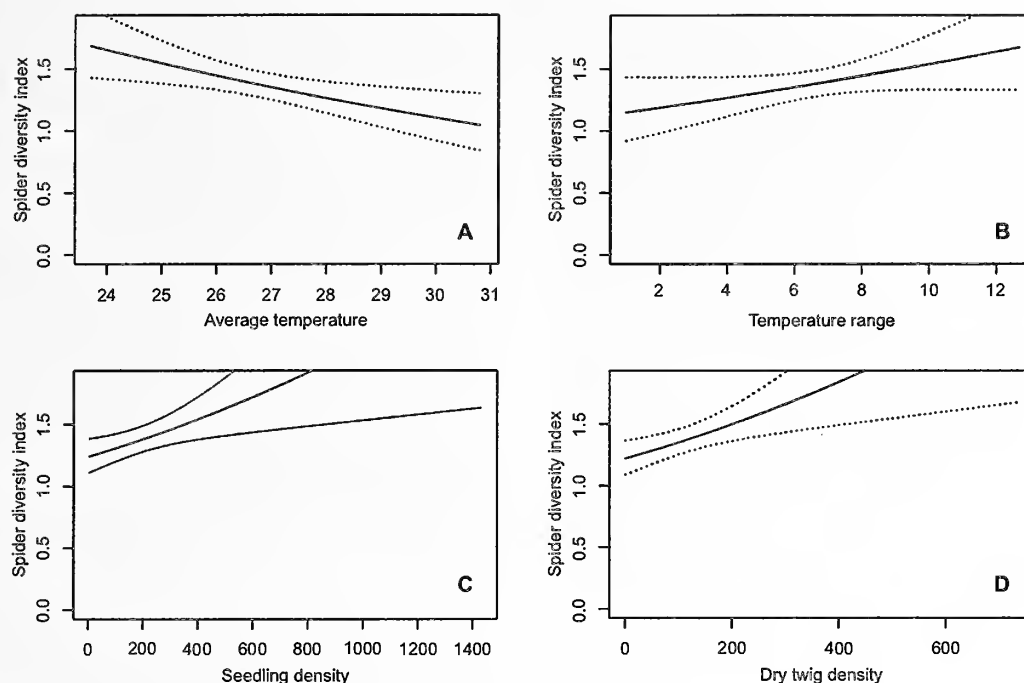 Spider diversity index
0.0 0.5 1.0 1.5
A
24 25 26 27 28 29 30 31
Average temperature
Spider diversity index
0.0 0.5 1.0 1.5
B
2 4 6 8 10 12
Temperature range
Spider diversity index
0.0 0.5 1.0 1.5
C
0 200 400 600 800 1000 1200 1400
Seedling density
Spider diversity index
0.0 0.5 1.0 1.5
D
0 200 400 600
Dry twig density